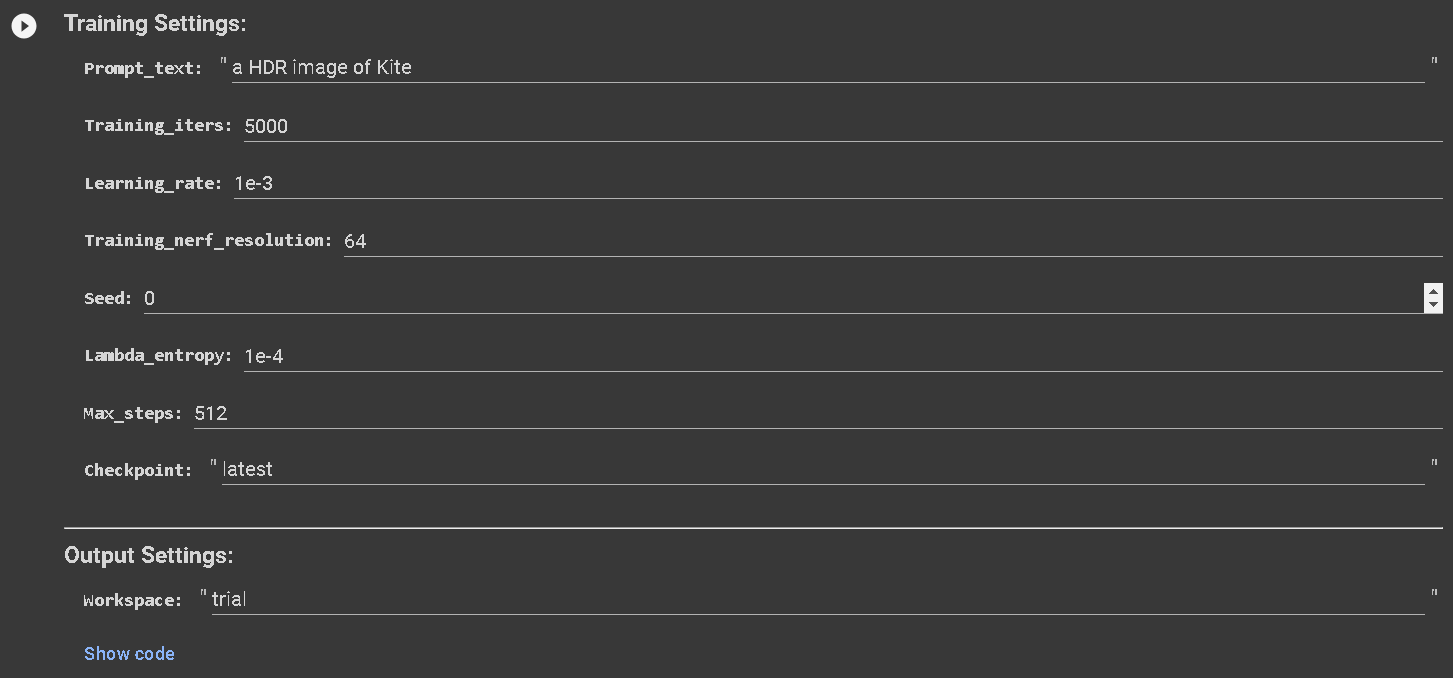 Training Settings:
Prompt_text: " a HDR image of Kite "
Training_iters: 5000
Learning_rate: 1e-3
Training_nerf_resolution: 64
Seed: 0
Lambda_entropy: 1e-4
Max_steps: 512
Checkpoint: " latest "
Output Settings:
Workspace: " trial "
Show code